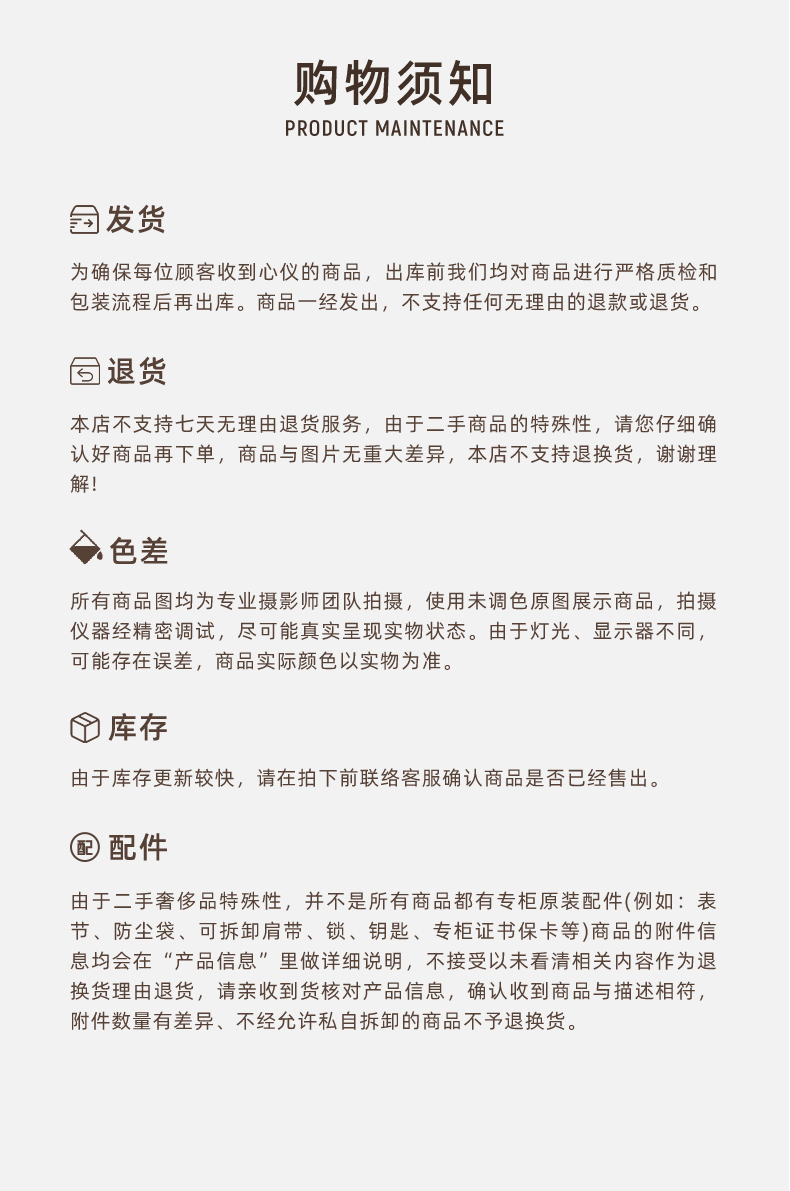 购物须知
PRODUCT MAINTENANCE
发货
为确保每位顾客收到心仪的商品，出库前我们均对商品进行严格质检和
包装流程后再出库。商品一经发出，不支持任何无理由的退款或退货。
退货
本店不支持七天无理由退货服务，由于二手商品的特殊性，请您仔细确
认好商品再下单，商品与图片无重大差异，本店不支持退换货，谢谢理
解!
色差
所有商品图均为专业摄影师团队拍摄，使用未调色原图展示商品，拍摄
仪器经精密调试，尽可能真实呈现实物状态。由于灯光、显示器不同，
可能存在误差，商品实际颜色以实物为准。
库存
由于库存更新较快，请在拍下前联络客服确认商品是否已经售出。
配 配件
由于二手奢侈品特殊性，并不是所有商品都有专柜原装配件(例如：表
节、防尘袋、可拆卸肩带、锁、钥匙、专柜证书保卡等)商品的附件信
息均会在“产品信息”里做详细说明，不接受以未看清相关内容作为退
换货理由退货，请亲收到货核对产品信息，确认收到商品与描述相符，
附件数量有差异、不经允许私自拆卸的商品不予退换货。